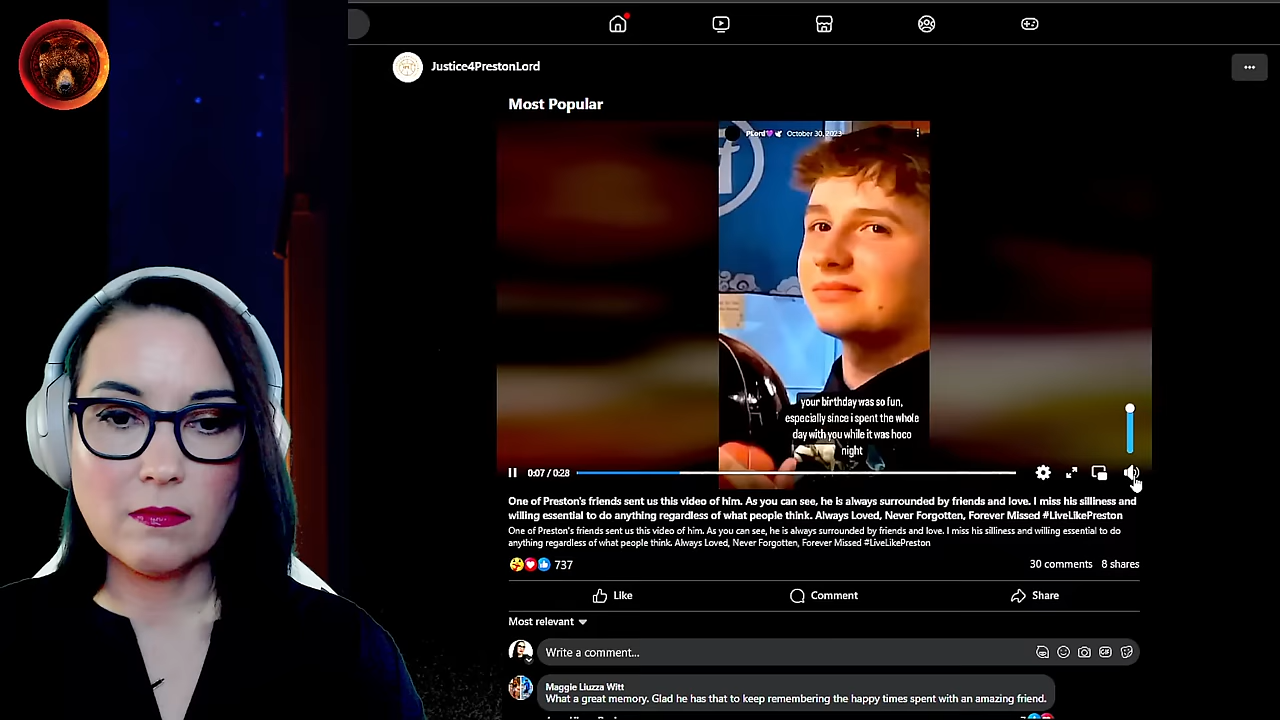 Justice4PrestonLord
Most Popular
PLord💜🕊 October 30, 2023
your birthday was so fun,
especially since i spent the whole
day with you while it was hoco
night
0:07 / 0:28
One of Preston's friends sent us this video of him. As you can see, he is always surrounded by friends and love. I miss his silliness and
willing essential to do anything regardless of what people think. Always Loved, Never Forgotten, Forever Missed #LiveLikePreston
One of Preston's friends sent us this video of him. As you can see, he is always surrounded by friends and love. I miss his silliness and willing essential to do
anything regardless of what people think. Always Loved, Never Forgotten, Forever Missed #LiveLikePreston
737
30 comments 8 shares
Like Comment Share
Most relevant
Write a comment...
GIF
Maggie Liuzza Witt
What a great memory. Glad he has that to keep remembering the happy times spent with an amazing friend.